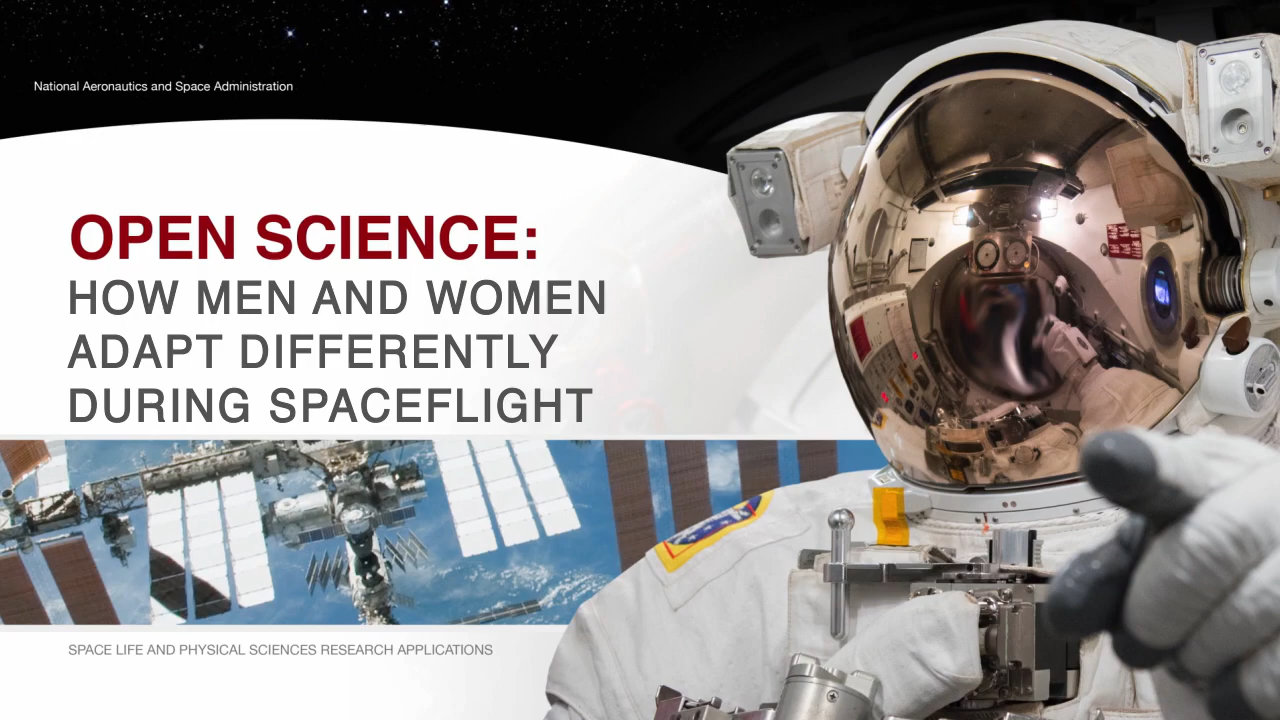 National Aeronautics and Space Administration
OPEN SCIENCE:
HOW MEN AND WOMEN
ADAPT DIFFERENTLY
DURING SPACEFLIGHT
SPACE LIFE AND PHYSICAL SCIENCES RESEARCH APPLICATIONS